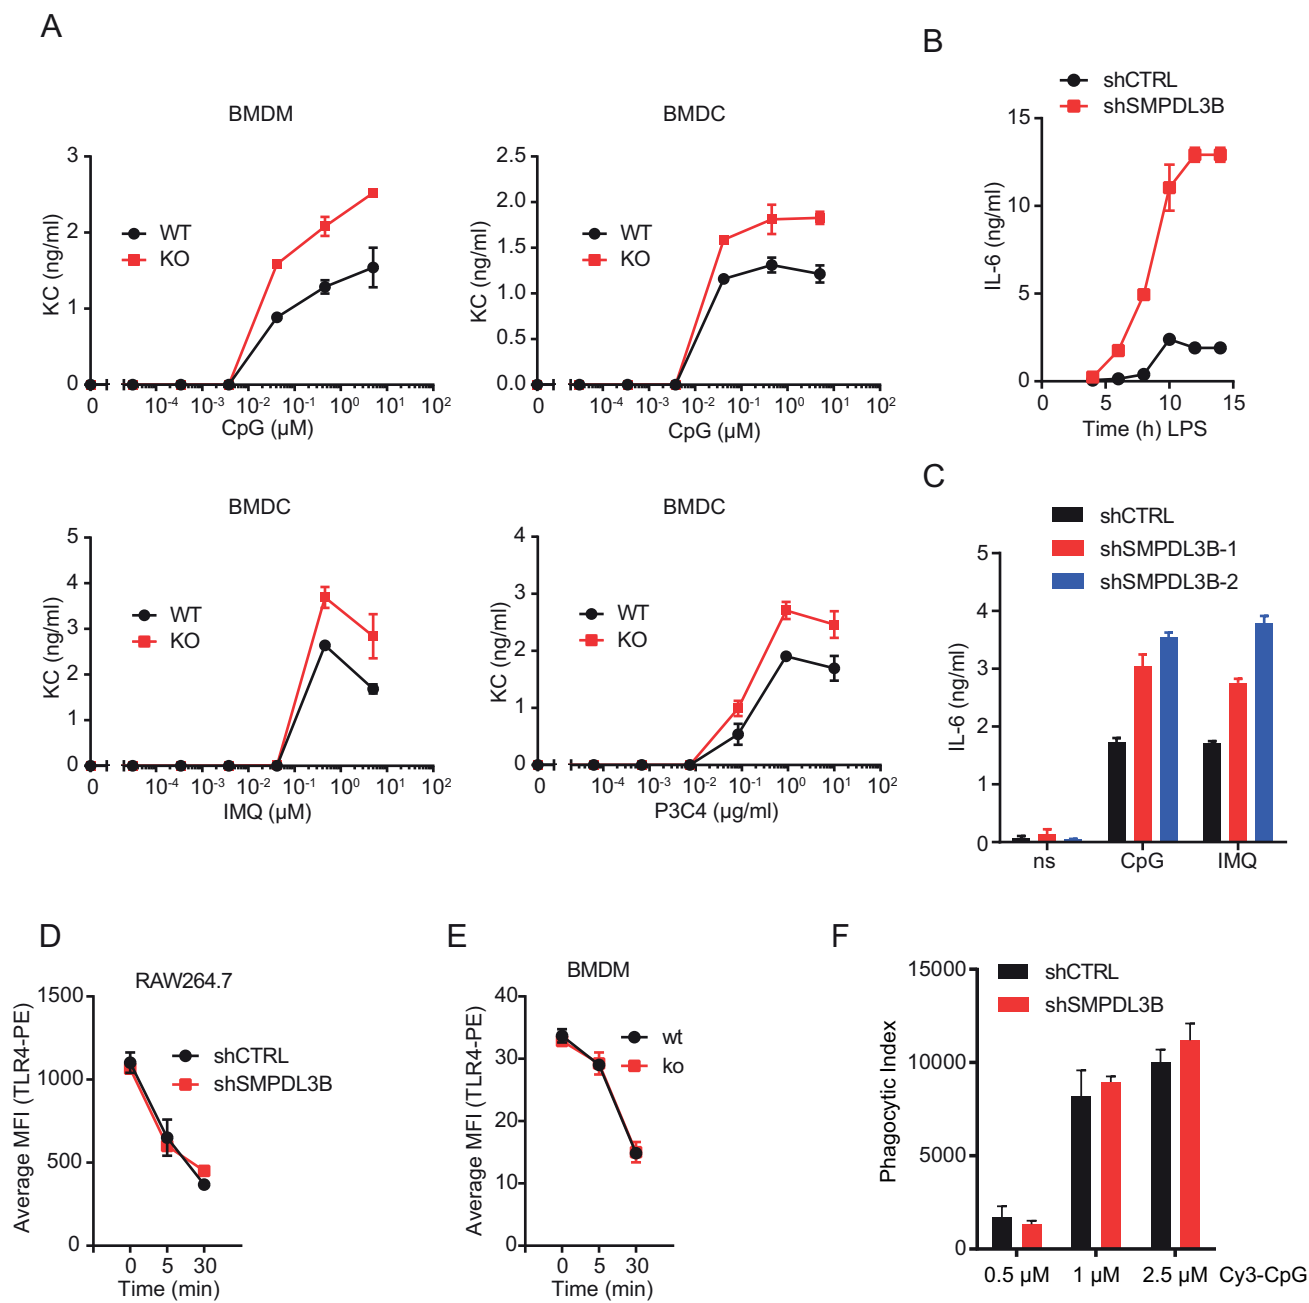 A
BMDM
3
2
1
0
KC (ng/ml)
WT
KO
0 10-4 10-3 10-2 10-1 100 101 102
CpG (µM)
BMDC
2.5
2.0
1.5
1.0
0.5
0.0
KC (ng/ml)
WT
KO
0 10-4 10-3 10-2 10-1 100 101 102
CpG (µM)
BMDC
5
4
3
2
1
0
KC (ng/ml)
WT
KO
0 10-4 10-3 10-2 10-1 100 101 102
IMQ (µM)
BMDC
4
3
2
1
0
KC (ng/ml)
WT
KO
0 10-4 10-3 10-2 10-1 100 101 102
P3C4 (µg/ml)
B
shCTRL
shSMPDL3B
15
10
5
0
IL-6 (ng/ml)
0 5 10 15
Time (h) LPS
C
shCTRL
shSMPDL3B-1
shSMPDL3B-2
5
4
3
2
1
0
IL-6 (ng/ml)
ns CpG IMQ
D
RAW264.7
1500
1000
500
0
Average MFI (TLR4-PE)
shCTRL
shSMPDL3B
0 5 30
Time (min)
E
BMDM
40
30
20
10
0
Average MFI (TLR4-PE)
wt
ko
0 5 30
Time (min)
F
shCTRL
shSMPDL3B
15000
10000
5000
0
Phagocytic Index
0.5 µM 1 µM 2.5 µM Cy3-CpG